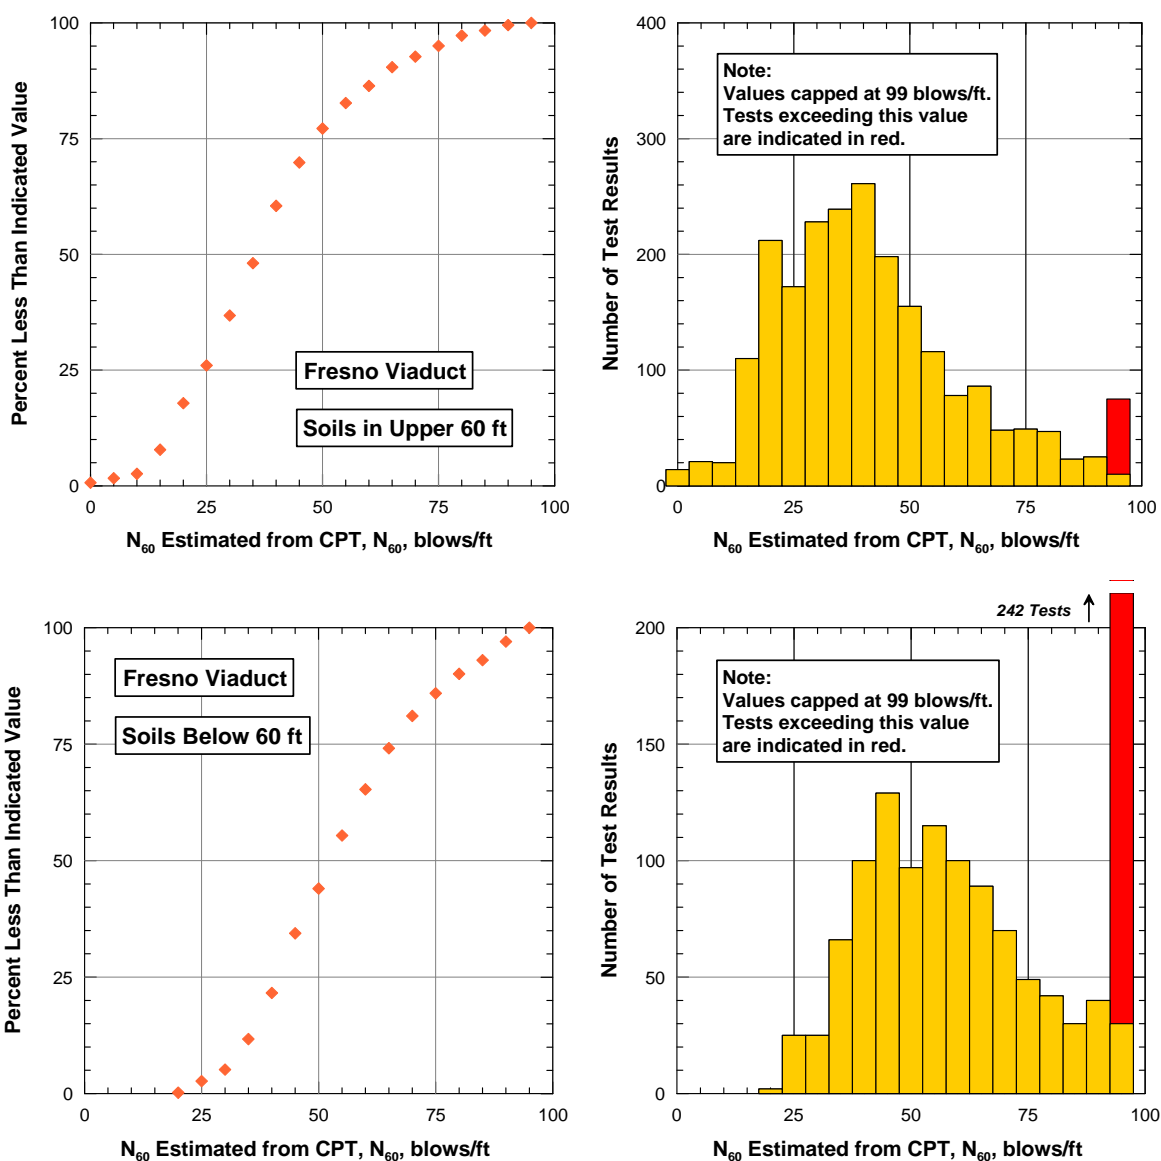 Percent Less Than Indicated Value
100
75
50
25
0
Fresno Viaduct
Soils in Upper 60 ft
0 25 50 75 100
N60 Estimated from CPT, N60, blows/ft
Number of Test Results
400
300
200
100
0
Note:
Values capped at 99 blows/ft.
Tests exceeding this value
are indicated in red.
0 25 50 75 100
N60 Estimated from CPT, N60, blows/ft
Percent Less Than Indicated Value
100
75
50
25
0
Fresno Viaduct
Soils Below 60 ft
0 25 50 75 100
N60 Estimated from CPT, N60, blows/ft
242 Tests
Number of Test Results
200
150
100
50
0
Note:
Values capped at 99 blows/ft.
Tests exceeding this value
are indicated in red.
0 25 50 75 100
N60 Estimated from CPT, N60, blows/ft